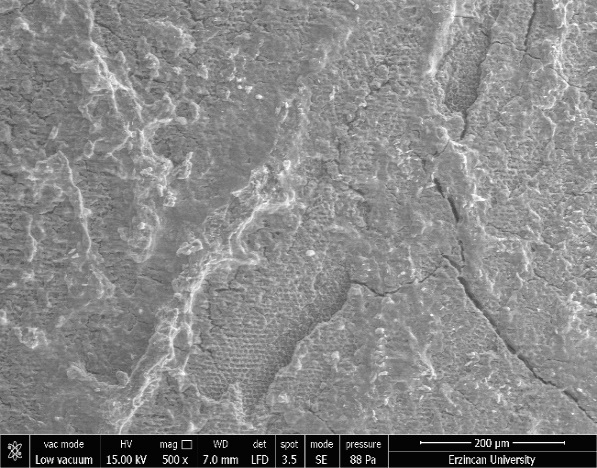 vac mode HV mag WD det spot mode pressure 200 µm
Low vacuum 15.00 kV 500 x 7.0 mm LFD 3.5 SE 88 Pa Erzincan University